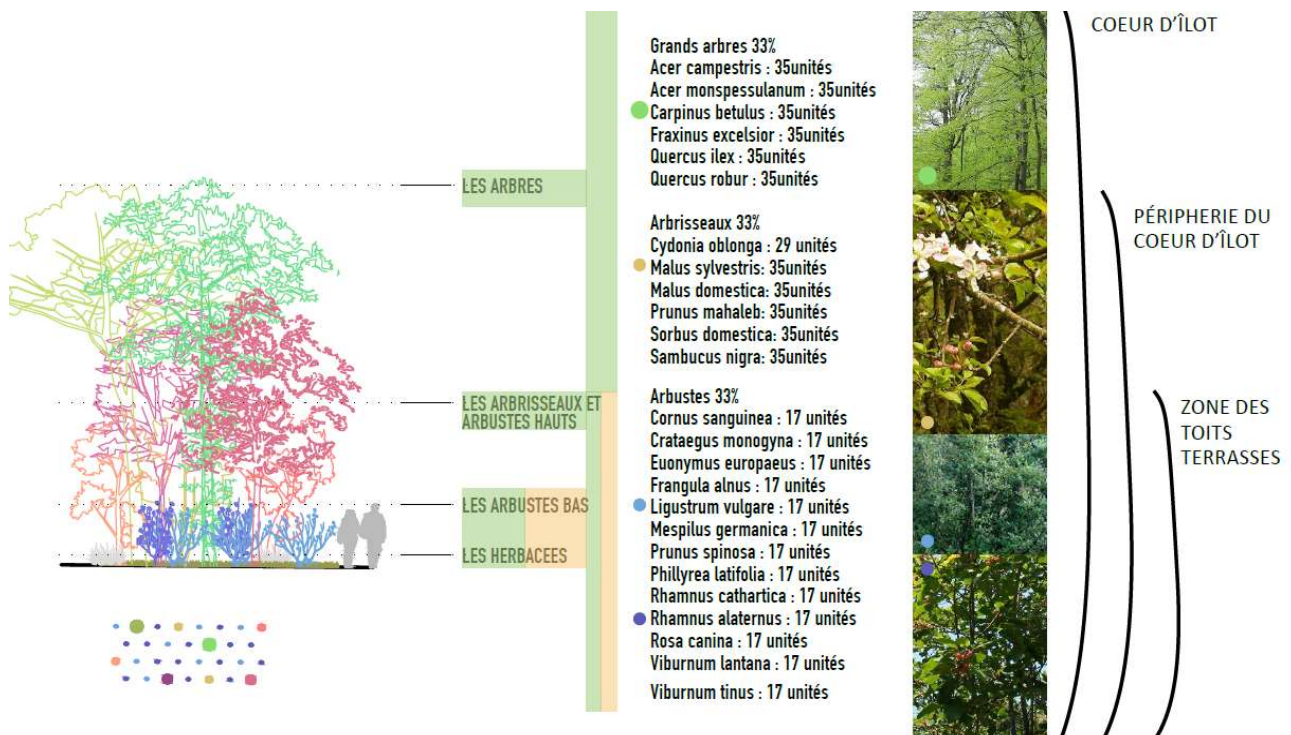 LES ARBRES
LES ARBRISSEAUX ET
ARBUSTES HAUTS
LES ARBUSTES BAS
LES HERBACEES
Grands arbres 33%
Acer campestris : 35unités
Acer monspessulanum : 35unités
Carpinus betulus : 35unités
Fraxinus excelsior : 35unités
Quercus ilex : 35unités
Quercus robur : 35unités
Arbrisseaux 33%
Cydonia oblonga : 29 unités
Malus sylvestris: 35unités
Malus domestica: 35unités
Prunus mahaleb: 35unités
Sorbus domestica: 35unités
Sambucus nigra: 35unités
Arbustes 33%
Cornus sanguinea : 17 unités
Crataegus monogyna : 17 unités
Euonymus europaeus : 17 unités
Frangula alnus : 17 unités
Ligustrum vulgare : 17 unités
Mespilus germanica : 17 unités
Prunus spinosa : 17 unités
Phillyrea latifolia : 17 unités
Rhamnus cathartica : 17 unités
Rhamnus alaternus : 17 unités
Rosa canina : 17 unités
Viburnum lantana : 17 unités
Viburnum tinus : 17 unités
COEUR D'ÎLOT
PÉRIPHERIE DU
COEUR D'ÎLOT
ZONE DES
TOITS
TERRASSES